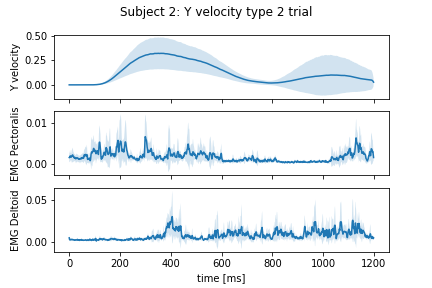 Subject 2: Y velocity type 2 trial
Y velocity
0.50
0.25
0.00
EMG Pectoralis
0.01
0.00
EMG Deltoid
0.05
0.00
0 200 400 600 800 1000 1200
time [ms]